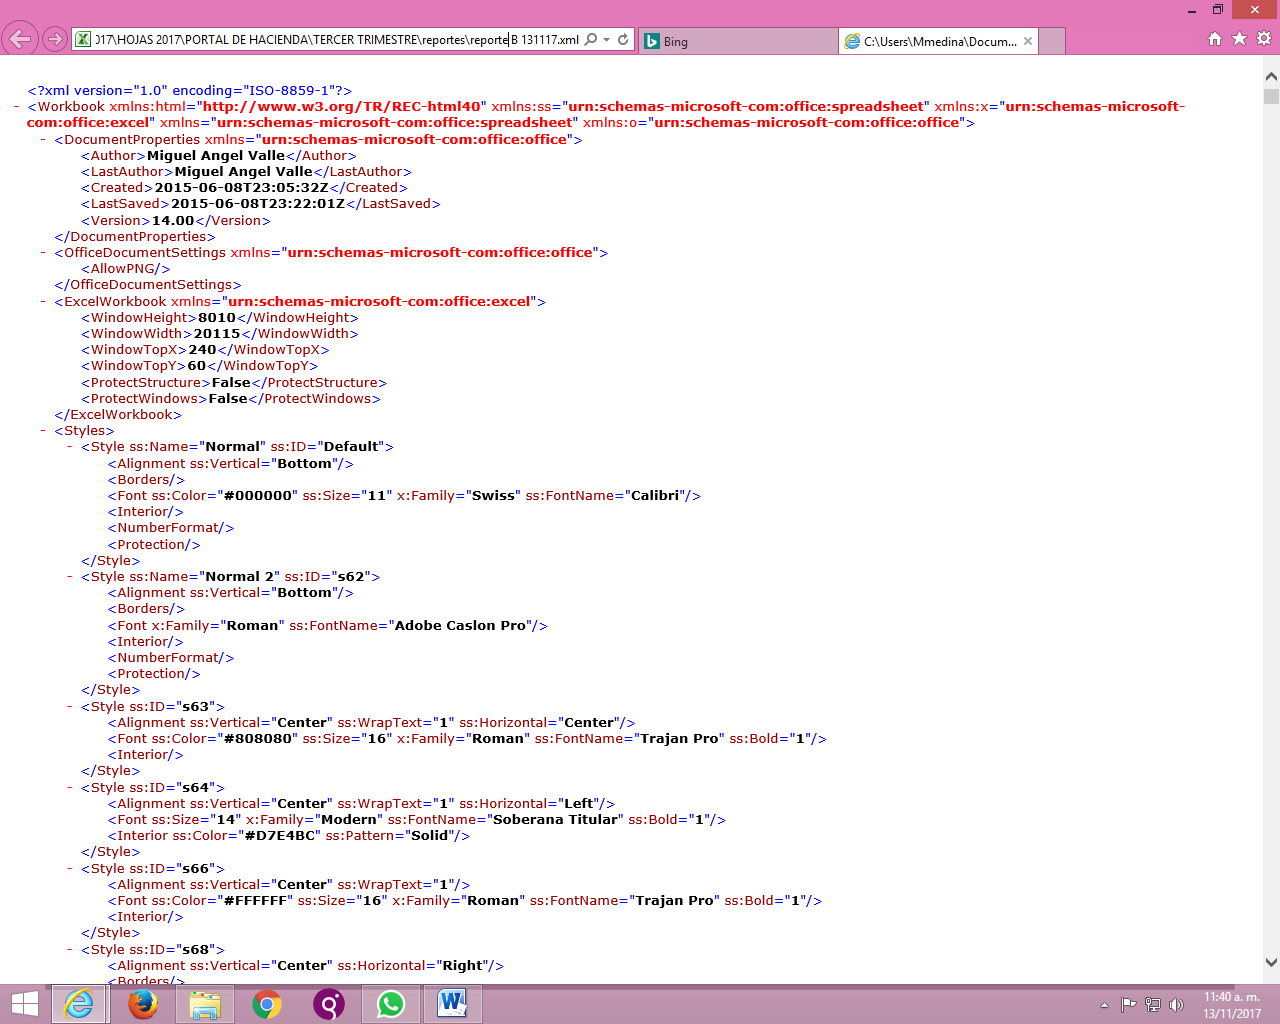 017\HOJAS 2017\PORTAL DE HACIENDA\TERCER TRIMESTRE\reportes\reporte B 131117.xml
Bing
C:\Users\Mmedina\Docum...
<?xml version="1.0" encoding="ISO-8859-1"?>
- <Workbook xmlns:html="http://www.w3.org/TR/REC-html40" xmlns:ss="urn:schemas-microsoft-com:office:spreadsheet" xmlns:x="urn:schemas-microsoft-
com:office:excel" xmlns="urn:schemas-microsoft-com:office:spreadsheet" xmlns:o="urn:schemas-microsoft-com:office:office">
- <DocumentProperties xmlns="urn:schemas-microsoft-com:office:office">
<Author>Miguel Angel Valle</Author>
<LastAuthor>Miguel Angel Valle</LastAuthor>
<Created>2015-06-08T23:05:32Z</Created>
<LastSaved>2015-06-08T23:22:01Z</LastSaved>
<Version>14.00</Version>
</DocumentProperties>
- <OfficeDocumentSettings xmlns="urn:schemas-microsoft-com:office:office">
<AllowPNG/>
</OfficeDocumentSettings>
- <ExcelWorkbook xmlns="urn:schemas-microsoft-com:office:excel">
<WindowHeight>8010</WindowHeight>
<WindowWidth>20115</WindowWidth>
<WindowTopX>240</WindowTopX>
<WindowTopY>60</WindowTopY>
<ProtectStructure>False</ProtectStructure>
<ProtectWindows>False</ProtectWindows>
</ExcelWorkbook>
- <Styles>
- <Style ss:Name="Normal" ss:ID="Default">
<Alignment ss:Vertical="Bottom"/>
<Borders/>
<Font ss:Color="#000000" ss:Size="11" x:Family="Swiss" ss:FontName="Calibri"/>
<Interior/>
<NumberFormat/>
<Protection/>
</Style>
- <Style ss:Name="Normal 2" ss:ID="s62">
<Alignment ss:Vertical="Bottom"/>
<Borders/>
<Font x:Family="Roman" ss:FontName="Adobe Caslon Pro"/>
<Interior/>
<NumberFormat/>
<Protection/>
</Style>
- <Style ss:ID="s63">
<Alignment ss:Vertical="Center" ss:WrapText="1" ss:Horizontal="Center"/>
<Font ss:Color="#808080" ss:Size="16" x:Family="Roman" ss:FontName="Trajan Pro" ss:Bold="1"/>
<Interior/>
</Style>
- <Style ss:ID="s64">
<Alignment ss:Vertical="Center" ss:WrapText="1" ss:Horizontal="Left"/>
<Font ss:Size="14" x:Family="Modern" ss:FontName="Soberana Titular" ss:Bold="1"/>
<Interior ss:Color="#D7E4BC" ss:Pattern="Solid"/>
</Style>
- <Style ss:ID="s66">
<Alignment ss:Vertical="Center" ss:WrapText="1"/>
<Font ss:Color="#FFFFFF" ss:Size="16" x:Family="Roman" ss:FontName="Trajan Pro" ss:Bold="1"/>
<Interior/>
</Style>
- <Style ss:ID="s68">
<Alignment ss:Vertical="Center" ss:Horizontal="Right"/>
<Borders/>
11:40 a. m.
13/11/2017